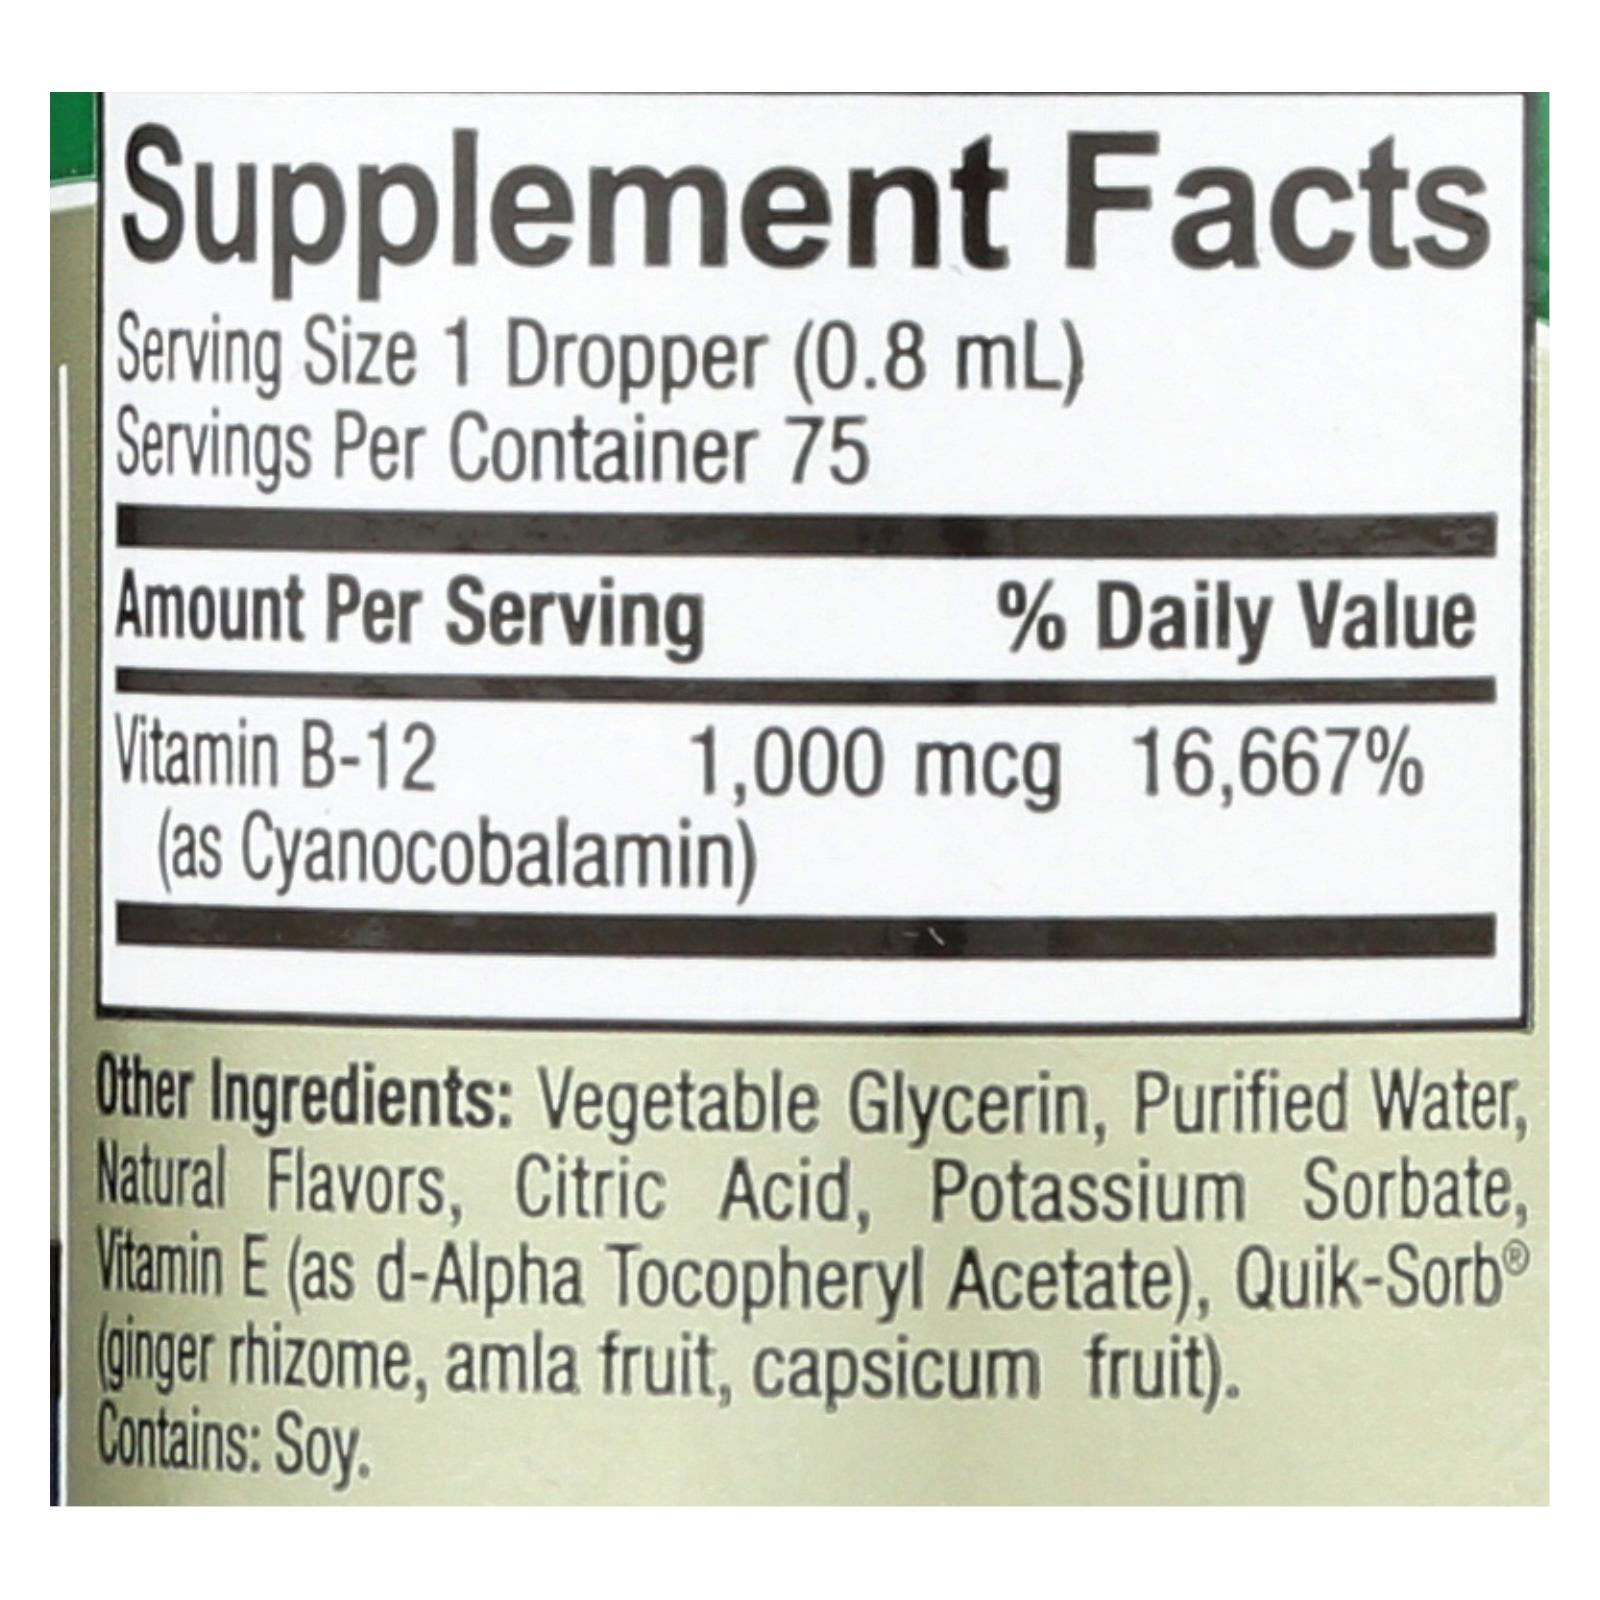 Supplement Facts
Serving Size 1 Dropper (0.8 mL)
Servings Per Container 75
Amount Per Serving % Daily Value
Vitamin B-12 1,000 mcg 16,667%
(as Cyanocobalamin)
Other Ingredients: Vegetable Glycerin, Purified Water,
Natural Flavors, Citric Acid, Potassium Sorbate,
Vitamin E (as d-Alpha Tocopheryl Acetate), Quik-Sorb®
(ginger rhizome, amla fruit, capsicum fruit).
Contains: Soy.